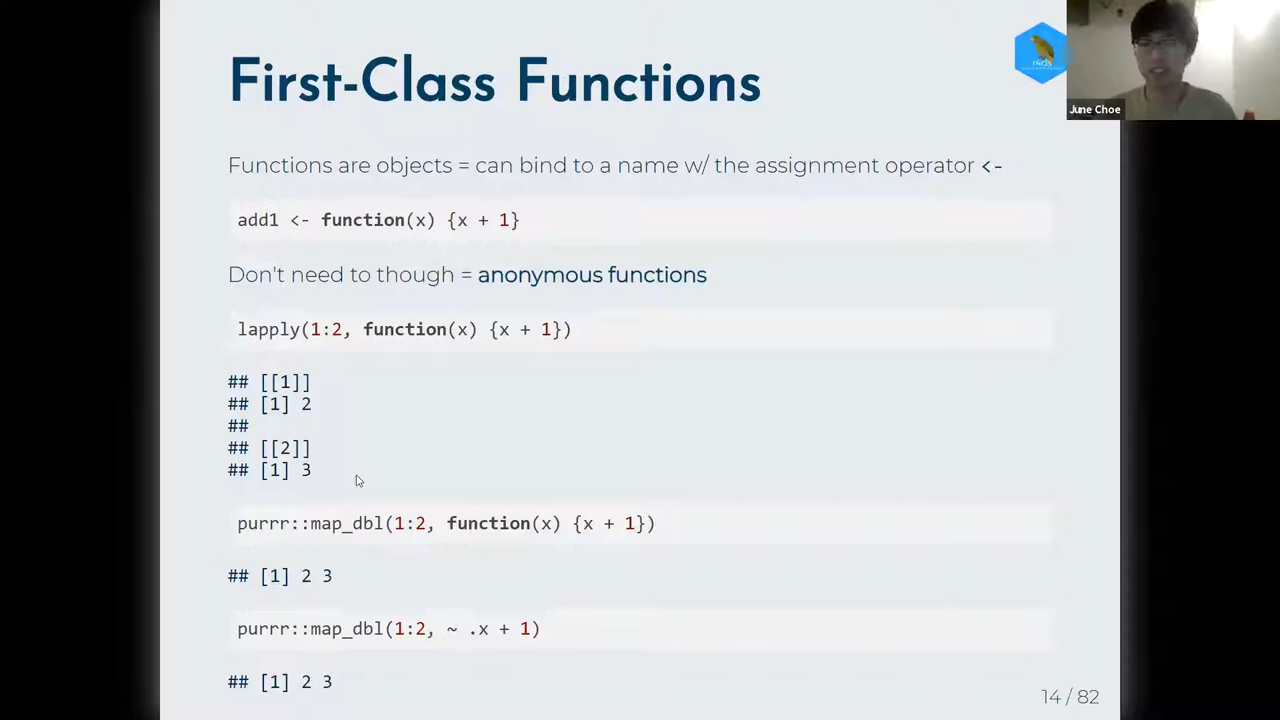 First-Class Functions
r4ds
June Choe
Functions are objects = can bind to a name w/ the assignment operator <-
add1 <- function(x) {x + 1}
Don't need to though = anonymous functions
lapply(1:2, function(x) {x + 1})
## [[1]]
## [1] 2
##
## [[2]]
## [1] 3
purrr::map_dbl(1:2, function(x) {x + 1})
## [1] 2 3
purrr::map_dbl(1:2, ~ .x + 1)
## [1] 2 3
14 / 82